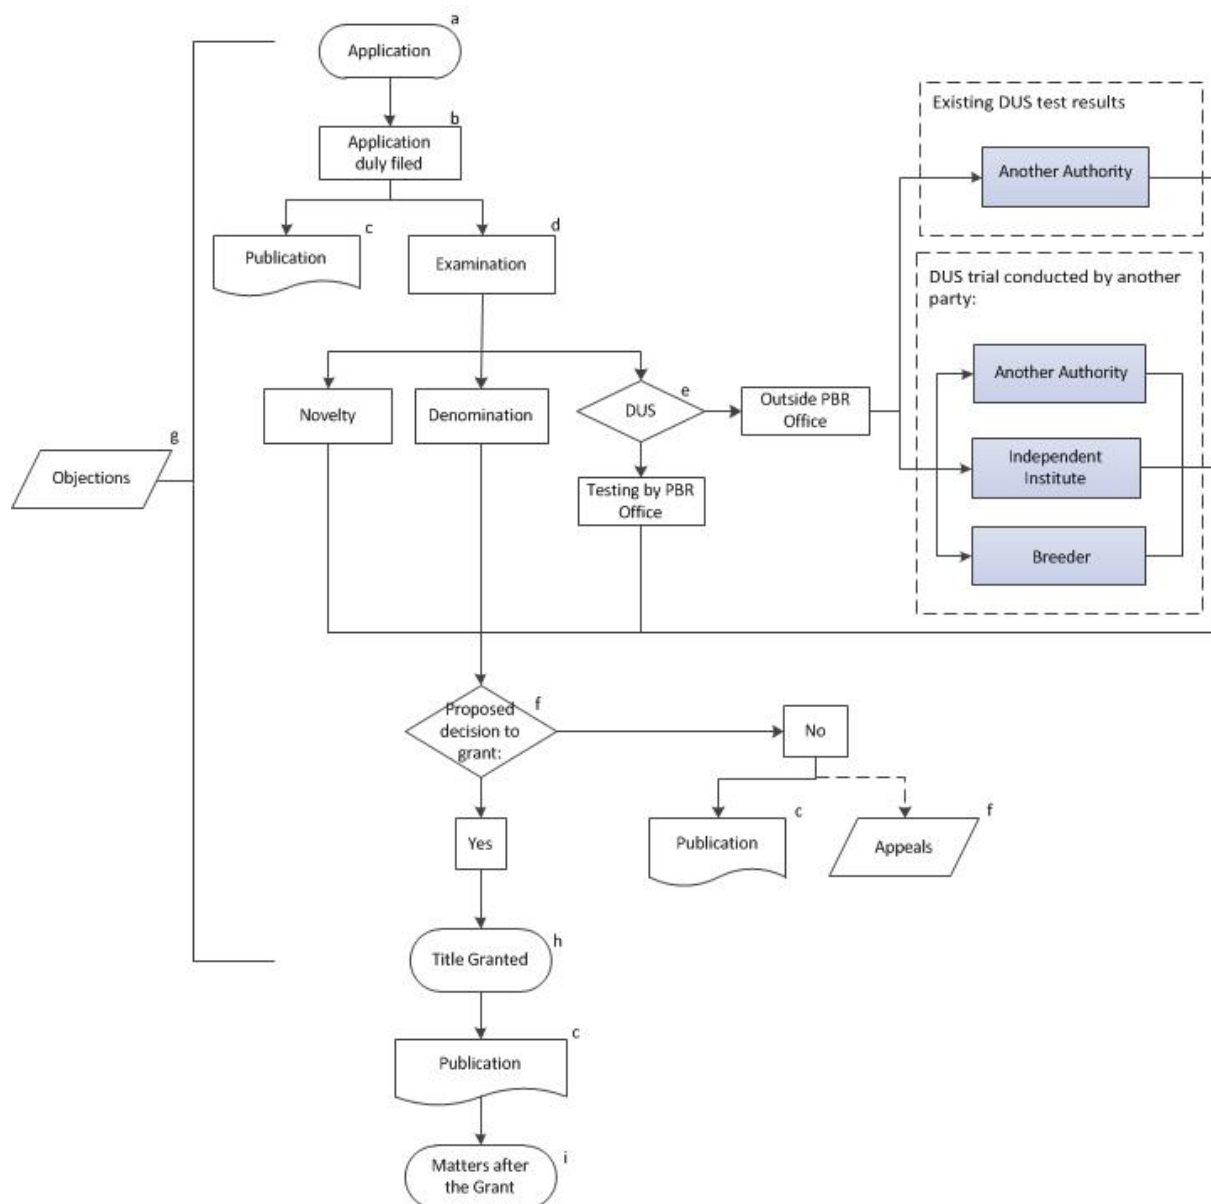 a
Application
b
Application
duly filed
c
Publication
d
Examination
Existing DUS test results
Another Authority
DUS trial conducted by another
party:
Another Authority
Independent
Institute
Breeder
Novelty
Denomination
e
DUS
Outside PBR
Office
Testing by PBR
Office
g
Objections
f
Proposed
decision to
grant:
No
Yes
c
Publication
f
Appeals
h
Title Granted
c
Publication
i
Matters after
the Grant